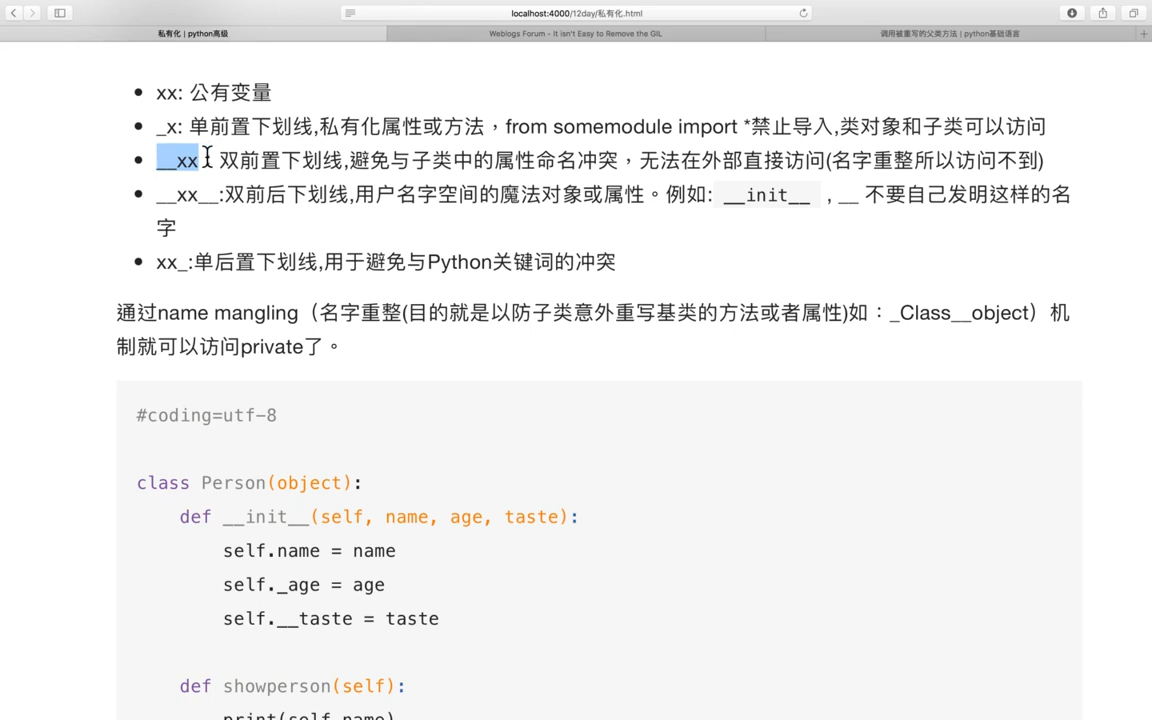 localhost:4000/12day/私有化.html
私有化 | python高级
Weblogs Forum - It isn't Easy to Remove the GIL
调用被重写的父类方法 | python基础语言
xx: 公有变量
_x: 单前置下划线,私有化属性或方法，from somemodule import *禁止导入,类对象和子类可以访问
__xx: 双前置下划线,避免与子类中的属性命名冲突，无法在外部直接访问(名字重整所以访问不到)
__xx__:双前后下划线,用户名字空间的魔法对象或属性。例如: __init__ , __ 不要自己发明这样的名
字
xx_:单后置下划线,用于避免与Python关键词的冲突
通过name mangling（名字重整(目的就是以防子类意外重写基类的方法或者属性)如：_Class__object）机
制就可以访问private了。
#coding=utf-8
class Person(object):
def __init__(self, name, age, taste):
self.name = name
self._age = age
self.__taste = taste
def showperson(self):
print(self.name)